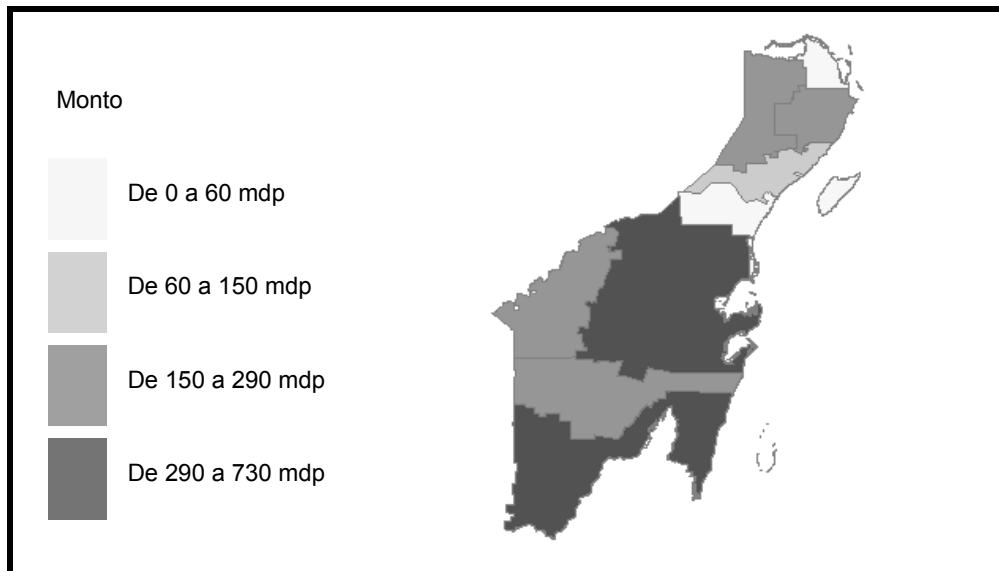 Monto
De 0 a 60 mdp
De 60 a 150 mdp
De 150 a 290 mdp
De 290 a 730 mdp